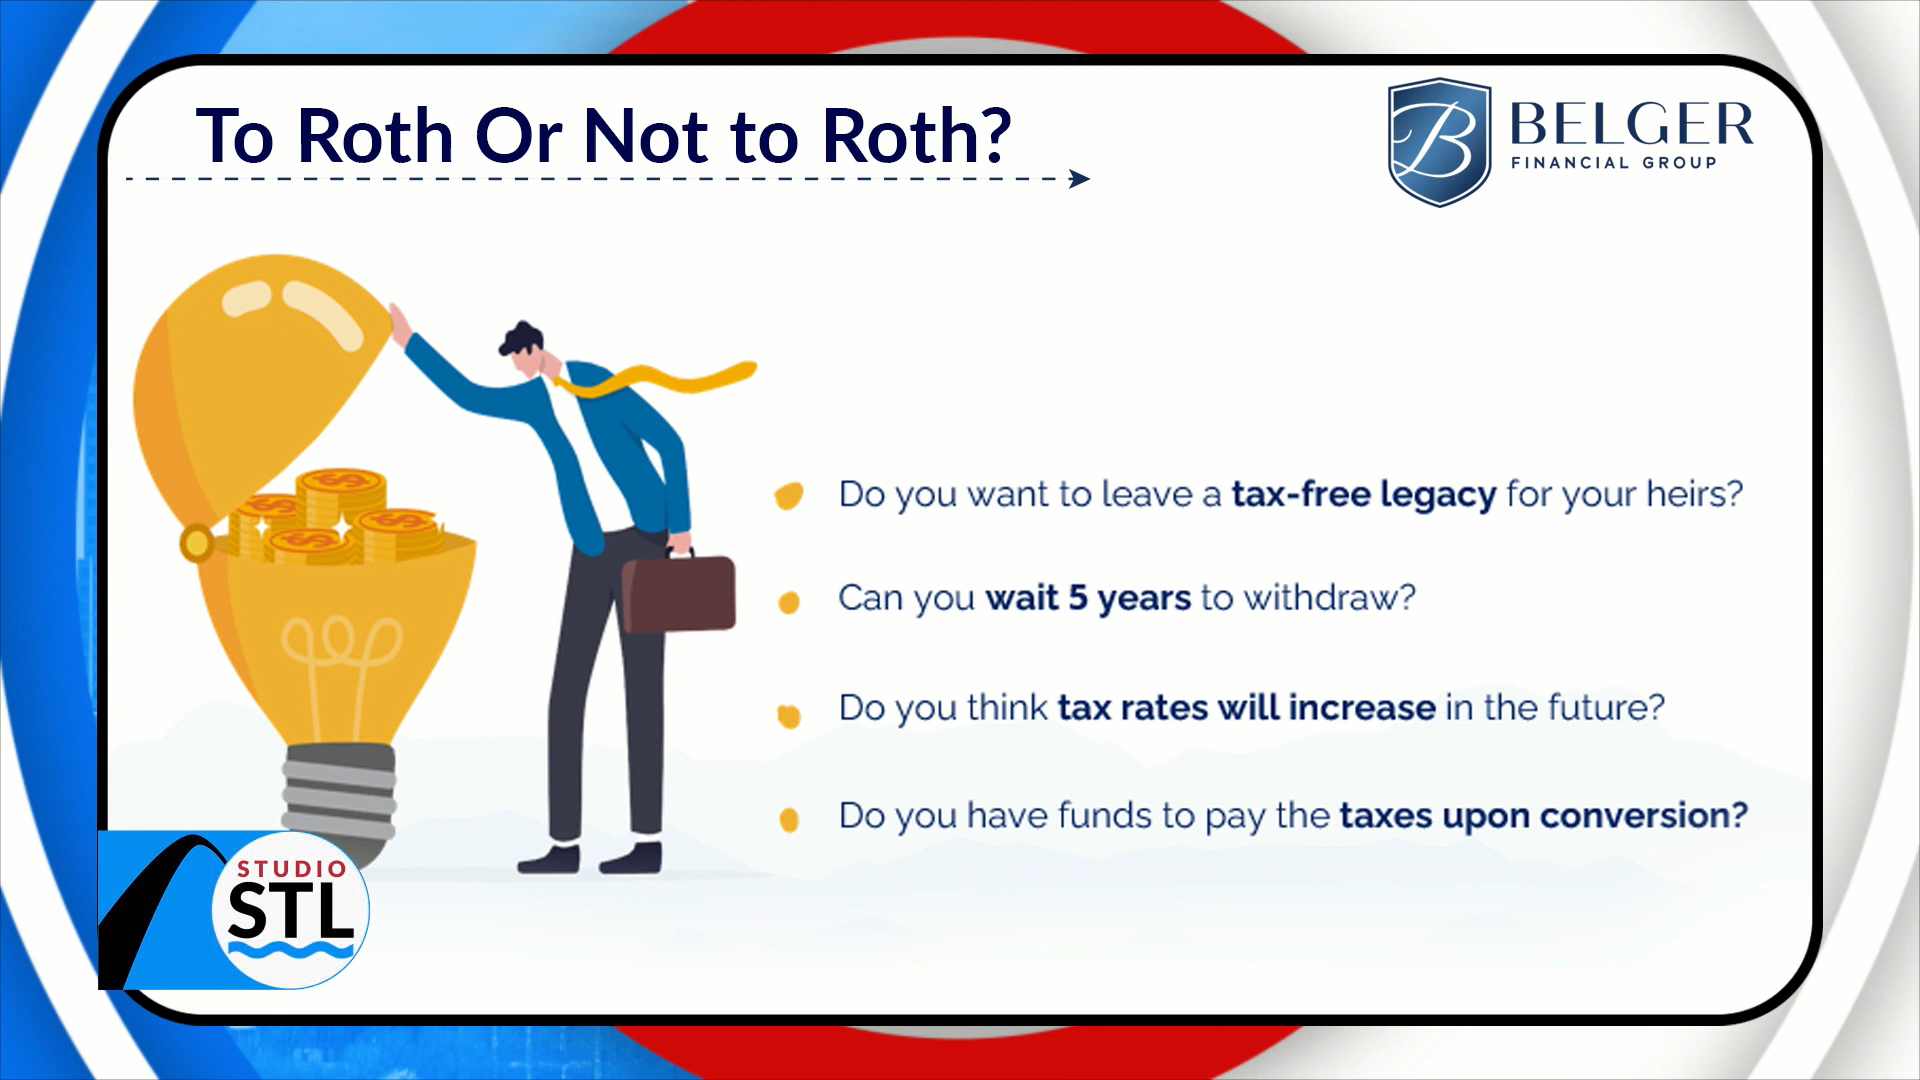 To Roth Or Not to Roth?
BELGER
FINANCIAL GROUP
Do you want to leave a tax-free legacy for your heirs?
Can you wait 5 years to withdraw?
Do you think tax rates will increase in the future?
Do you have funds to pay the taxes upon conversion?
STUDIO
STL